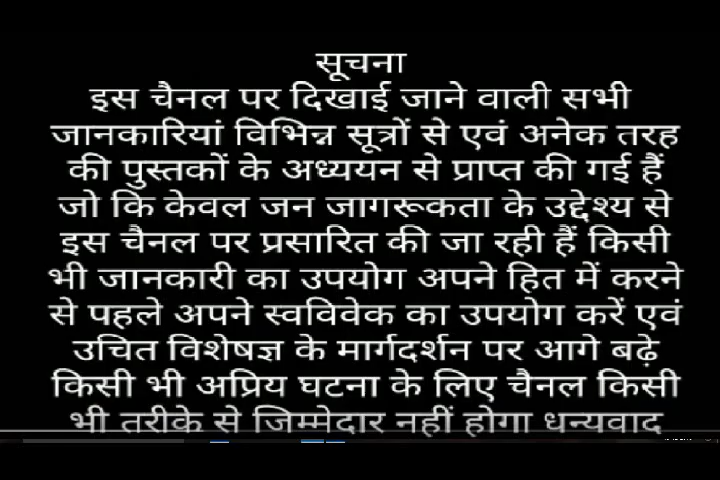 सूचना
इस चैनल पर दिखाई जाने वाली सभी
जानकारियां विभिन्न सूत्रों से एवं अनेक तरह
की पुस्तकों के अध्ययन से प्राप्त की गई हैं
जो कि केवल जन जागरूकता के उद्देश्य से
इस चैनल पर प्रसारित की जा रही हैं किसी
भी जानकारी का उपयोग अपने हित में करने
से पहले अपने स्वविवेक का उपयोग करें एवं
उचित विशेषज्ञ के मार्गदर्शन पर आगे बढ़े
किसी भी अप्रिय घटना के लिए चैनल किसी
भी तरीके से जिम्मेदार नहीं होगा धन्यवाद